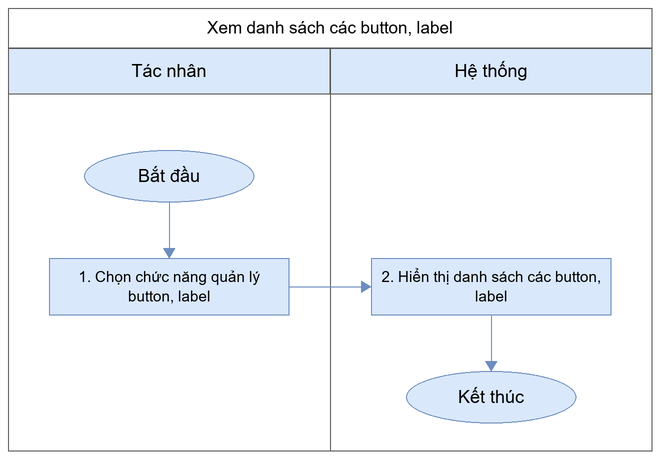 Xem danh sách các button, label
Tác nhân
Hệ thống
Bắt đầu
1. Chọn chức năng quản lý
button, label
2. Hiển thị danh sách các button,
label
Kết thúc